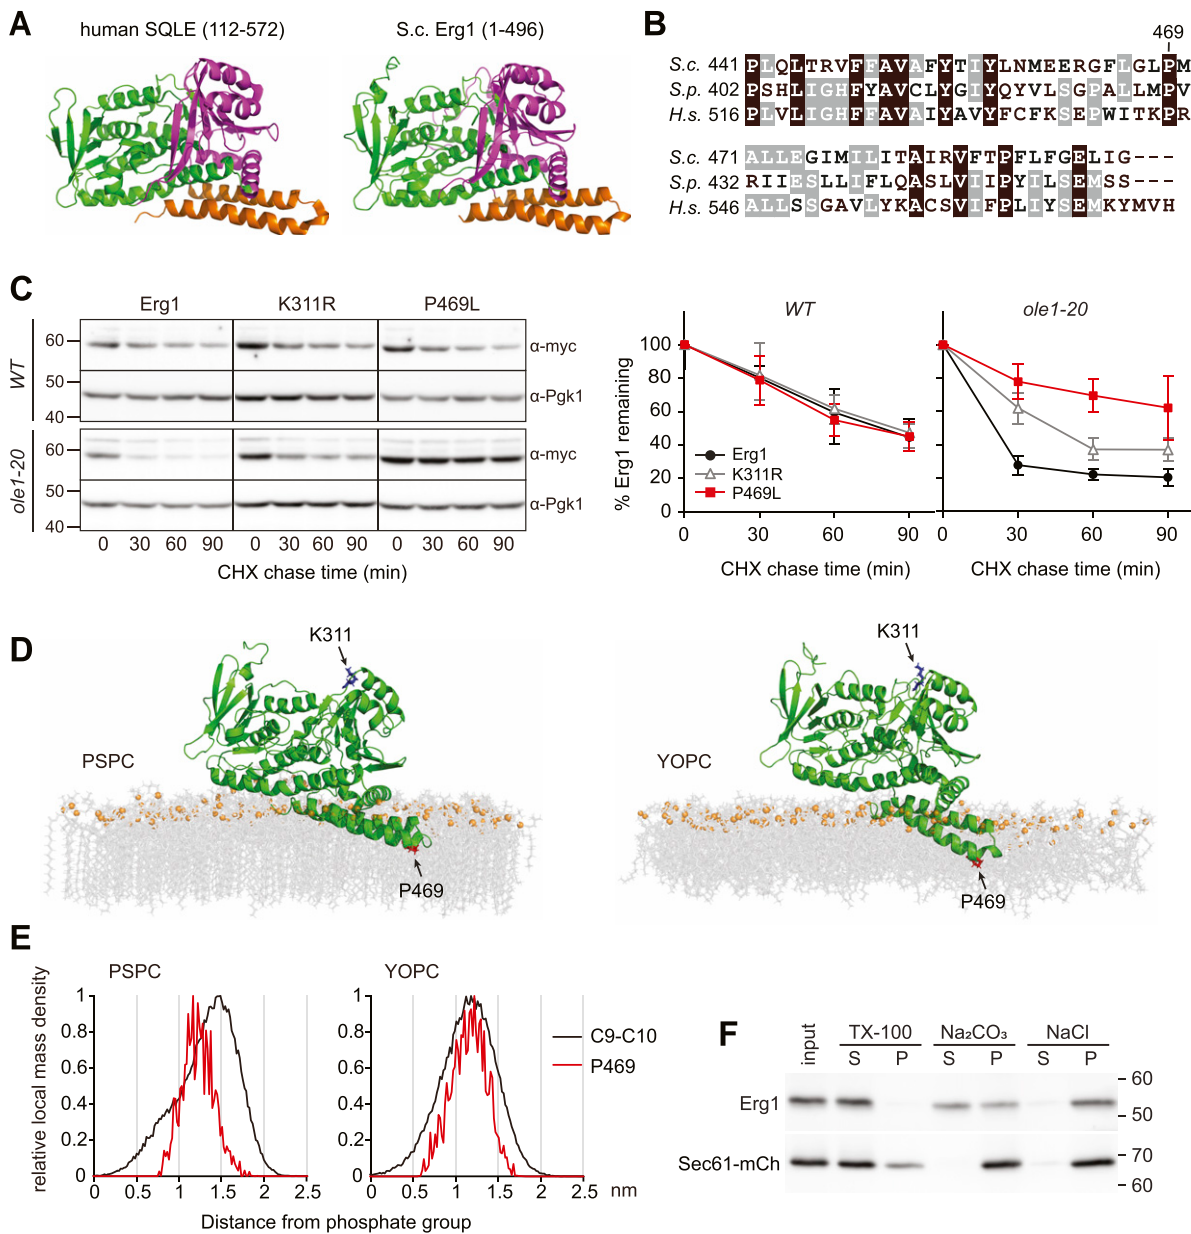 A
human SQLE (112-572)
S.c. Erg1 (1-496)
B
469
S.c. 441 PLQLTRVFFAVAFYTIYLNMEERGFLGLPM
S.p. 402 PSHLIGHFYAVCLYGIYQYVLSGPALLMPV
H.s. 516 PLVLIGHFFAVAIYAVYFCFKSEPWITKPR
S.c. 471 ALLEGIMILITAIRVFTPFLFGELIG---
S.p. 432 RIIESLLIFLQASLVIIPYILSEMSS---
H.s. 546 ALLSSGAVLYKACSVIFPLIYSEMKYMVH
C
Erg1 K311R P469L
WT
60
α-myc
50
α-Pgk1
40
ole1-20
60
α-myc
50
α-Pgk1
40
0 30 60 90 0 30 60 90 0 30 60 90
CHX chase time (min)
WT
ole1-20
% Erg1 remaining
100
80
60
40
20
0
Erg1
K311R
P469L
0 30 60 90
0 30 60 90
CHX chase time (min)
CHX chase time (min)
D
K311
PSPC
P469
K311
YOPC
P469
E
PSPC
YOPC
relative local mass density
1
0.8
0.6
0.4
0.2
0
0 0.5 1 1.5 2 2.5
1
0.8
0.6
0.4
0.2
0
0 0.5 1 1.5 2 2.5 nm
C9-C10
P469
Distance from phosphate group
F
input
TX-100 Na₂CO₃ NaCl
S P S P S P
Erg1
60
50
Sec61-mCh
70
60